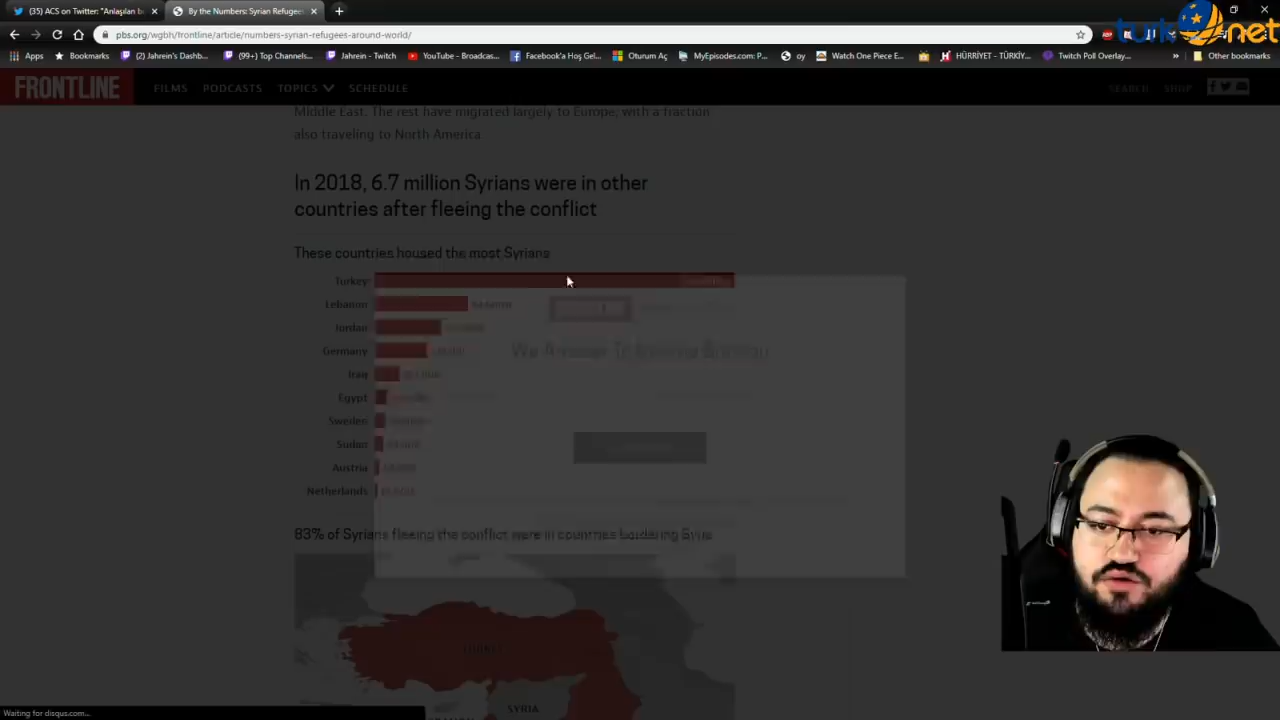 (35) ACS on Twitter: "Anlaşılan b
By the Numbers: Syrian Refugee
turk net
pbs.org/wgbh/frontline/article/numbers-syrian-refugees-around-world/
Apps
Bookmarks
(2) Jahrein's Dashb...
(99+) Top Channels...
Jahrein - Twitch
YouTube - Broadcas...
Facebook'a Hoş Gel...
Oturum Aç
MyEpisodes.com: P...
oy
Watch One Piece E...
HÜRRİYET - TÜRKİY...
Twitch Poll Overlay...
»
Other bookmarks
FRONTLINE
FILMS
PODCASTS
TOPICS
SCHEDULE
SEARCH
SHOP
Middle East. The rest have migrated largely to Europe, with a fraction
also traveling to North America
In 2018, 6.7 million Syrians were in other
countries after fleeing the conflict
These countries housed the most Syrians
Turkey
Lebanon
Jordan
Germany
Iraq
Egypt
Sweden
Sudan
Austria
Netherlands
83% of Syrians fleeing the conflict were in countries bordering Syria
TURKEY
SYRIA
Waiting for disqus.com...